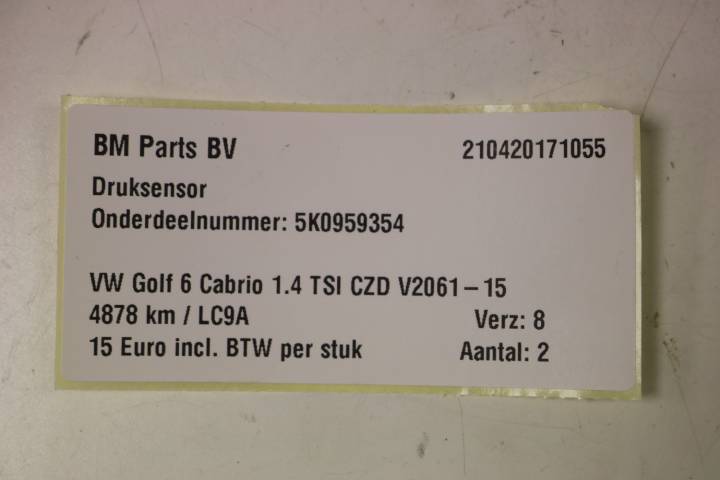 BM Parts BV 210420171055
Druksensor
Onderdeelnummer: 5K0959354
VW Golf 6 Cabrio 1.4 TSI CZD V2061-15
4878 km / LC9A Verz: 8
15 Euro incl. BTW per stuk Aantal: 2